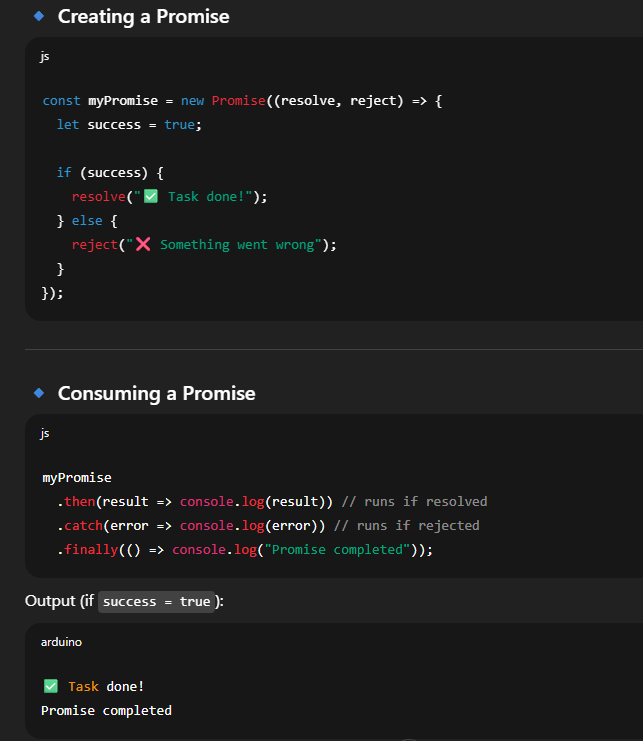 🔹 Creating a Promise
js
const myPromise = new Promise((resolve, reject) => {
  let success = true;
  if (success) {
    resolve("✅ Task done!");
  } else {
    reject("❌ Something went wrong");
  }
});
🔹 Consuming a Promise
js
myPromise
  .then(result => console.log(result)) // runs if resolved
  .catch(error => console.log(error)) // runs if rejected
  .finally(() => console.log("Promise completed"));
Output (if success = true):
arduino
✅ Task done!
Promise completed